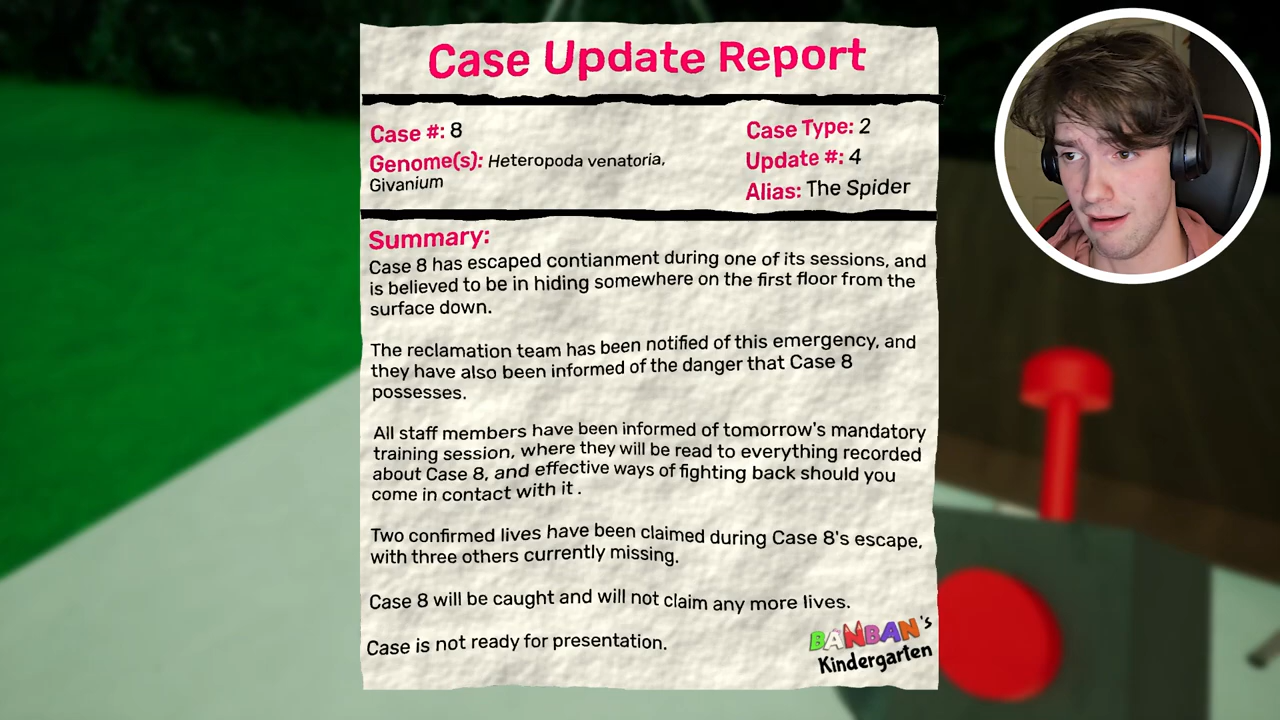 Case Update Report
Case #: 8
Genome(s): Heteropoda venatoria,
Givanium
Case Type: 2
Update #: 4
Alias: The Spider
Summary:
Case 8 has escaped contianment during one of its sessions, and
is believed to be in hiding somewhere on the first floor from the
surface down.
The reclamation team has been notified of this emergency, and
they have also been informed of the danger that Case 8
possesses.
All staff members have been informed of tomorrow's mandatory
training session, where they will be read to everything recorded
about Case 8, and effective ways of fighting back should you
come in contact with it .
Two confirmed lives have been claimed during Case 8's escape,
with three others currently missing.
Case 8 will be caught and will not claim any more lives.
Case is not ready for presentation.
BANBAN's
Kindergarten